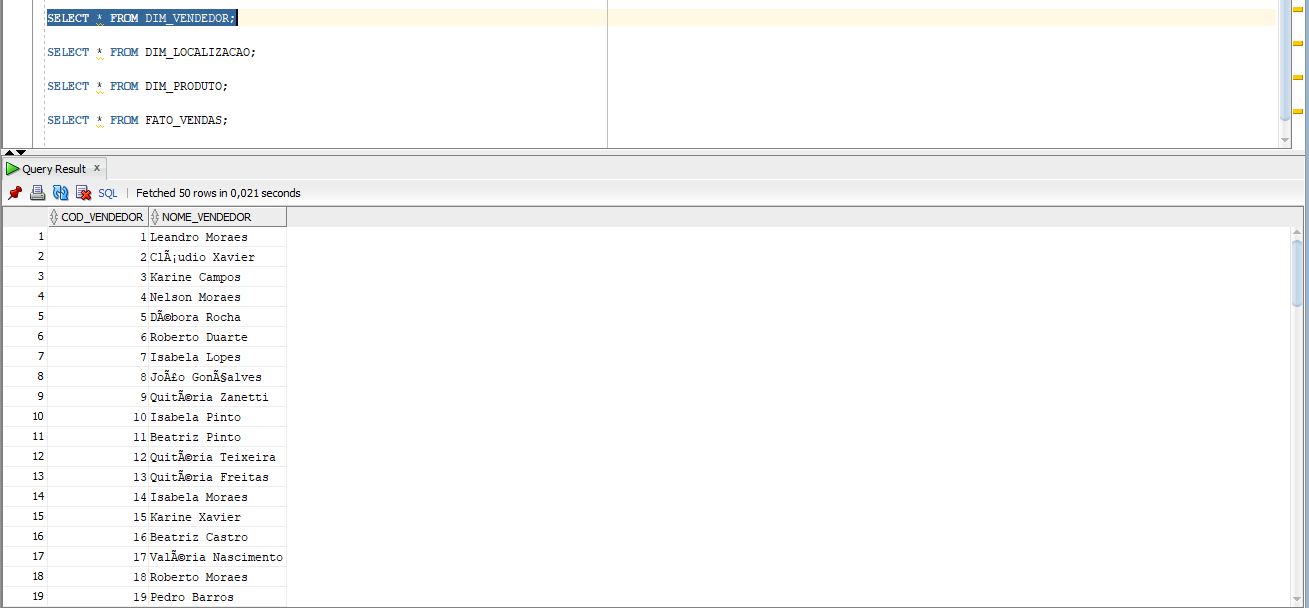 SELECT * FROM DIM_VENDEDOR;
SELECT * FROM DIM_LOCALIZACAO;
SELECT * FROM DIM_PRODUTO;
SELECT * FROM FATO_VENDAS;
Query Result x
SQL | Fetched 50 rows in 0,021 seconds
COD_VENDEDOR NOME_VENDEDOR
1 1 Leandro Moraes
2 2 ClÃ¡udio Xavier
3 3 Karine Campos
4 4 Nelson Moraes
5 5 DÃ©bora Rocha
6 6 Roberto Duarte
7 7 Isabela Lopes
8 8 JoÃ£o GonÃ§alves
9 9 QuitÃ©ria Zanetti
10 10 Isabela Pinto
11 11 Beatriz Pinto
12 12 QuitÃ©ria Teixeira
13 13 QuitÃ©ria Freitas
14 14 Isabela Moraes
15 15 Karine Xavier
16 16 Beatriz Castro
17 17 ValÃ©ria Nascimento
18 18 Roberto Moraes
19 19 Pedro Barros